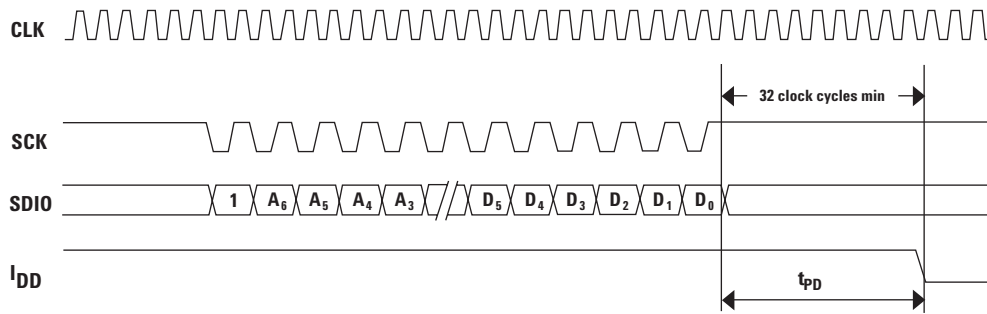 CLK
32 clock cycles min
SCK
SDIO 1 A6 A5 A4 A3 D5 D4 D3 D2 D1 D0
IDD
tPD